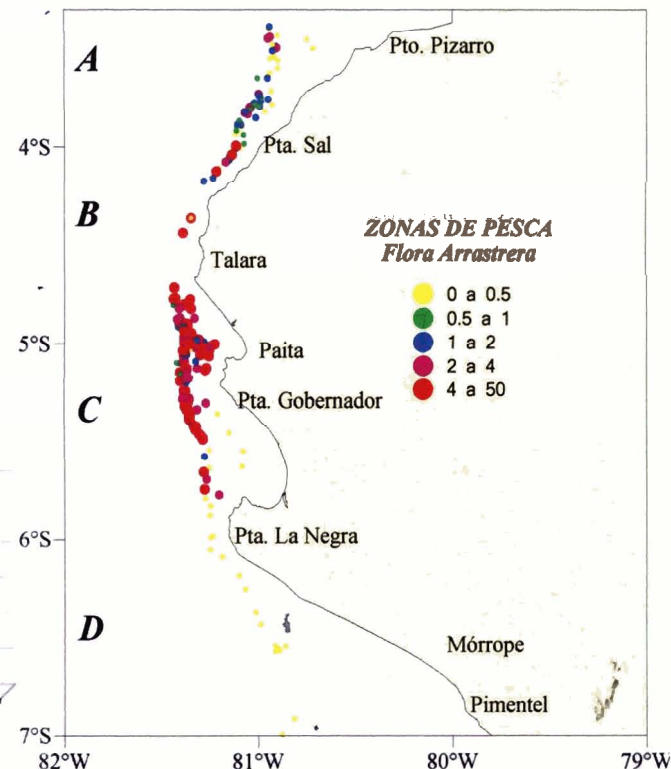 A
Pto. Pizarro
4°S
Pta. Sal
B
ZONAS DE PESCA
Flora Arrastrera
Talara
0 a 0.5
0.5 a 1
1 a 2
2 a 4
4 a 50
5°S
Paita
C
Pta. Gobernador
6°S
Pta. La Negra
D
Mórrope
Pimentel
7°S
82°W 81°W 80°W 79°W